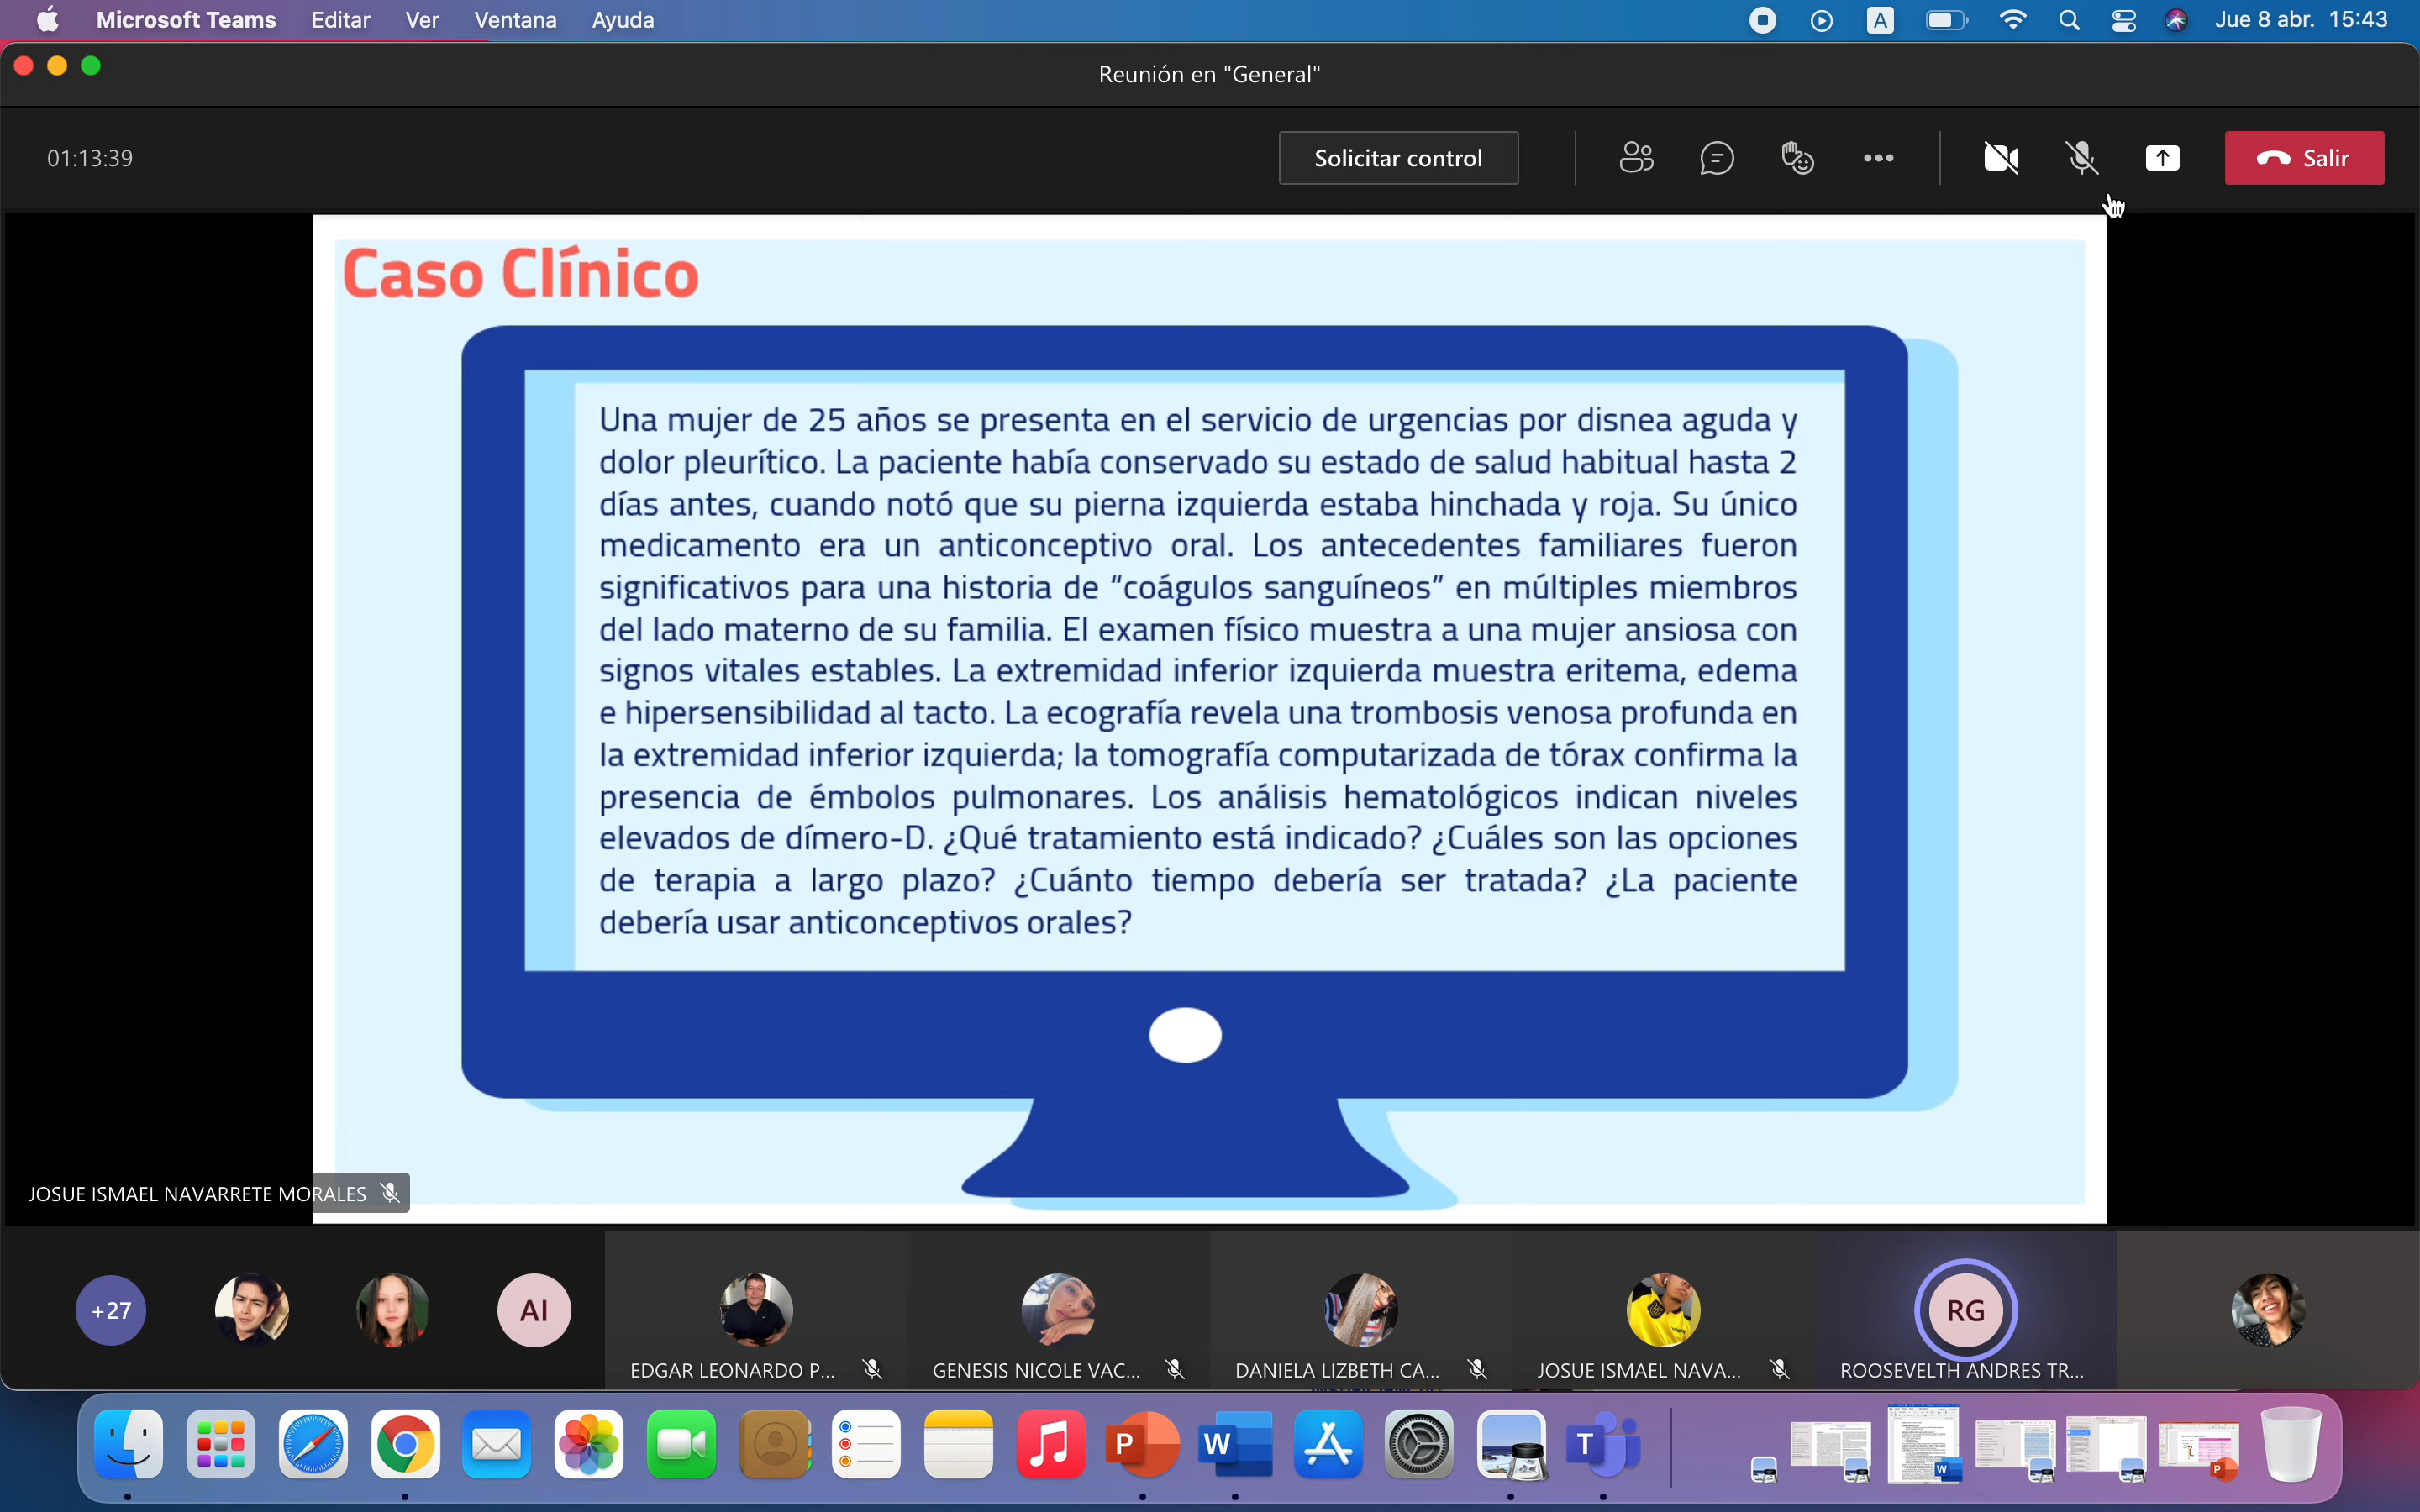 Microsoft Teams Editar Ver Ventana Ayuda
A
Jue 8 abr. 15:43
Reunión en "General"
01:13:39
Solicitar control
Salir
Caso Clínico
Una mujer de 25 años se presenta en el servicio de urgencias por disnea aguda y
dolor pleurítico. La paciente había conservado su estado de salud habitual hasta 2
días antes, cuando notó que su pierna izquierda estaba hinchada y roja. Su único
medicamento era un anticonceptivo oral. Los antecedentes familiares fueron
significativos para una historia de “coágulos sanguíneos” en múltiples miembros
del lado materno de su familia. El examen físico muestra a una mujer ansiosa con
signos vitales estables. La extremidad inferior izquierda muestra eritema, edema
e hipersensibilidad al tacto. La ecografía revela una trombosis venosa profunda en
la extremidad inferior izquierda; la tomografía computarizada de tórax confirma la
presencia de émbolos pulmonares. Los análisis hematológicos indican niveles
elevados de dímero-D. ¿Qué tratamiento está indicado? ¿Cuáles son las opciones
de terapia a largo plazo? ¿Cuánto tiempo debería ser tratada? ¿La paciente
debería usar anticonceptivos orales?
JOSUE ISMAEL NAVARRETE MORALES
+27
AI
RG
EDGAR LEONARDO P...
GENESIS NICOLE VAC...
DANIELA LIZBETH CA...
JOSUE ISMAEL NAVA...
ROOSEVELTH ANDRES TR...
P
W
T
W
P